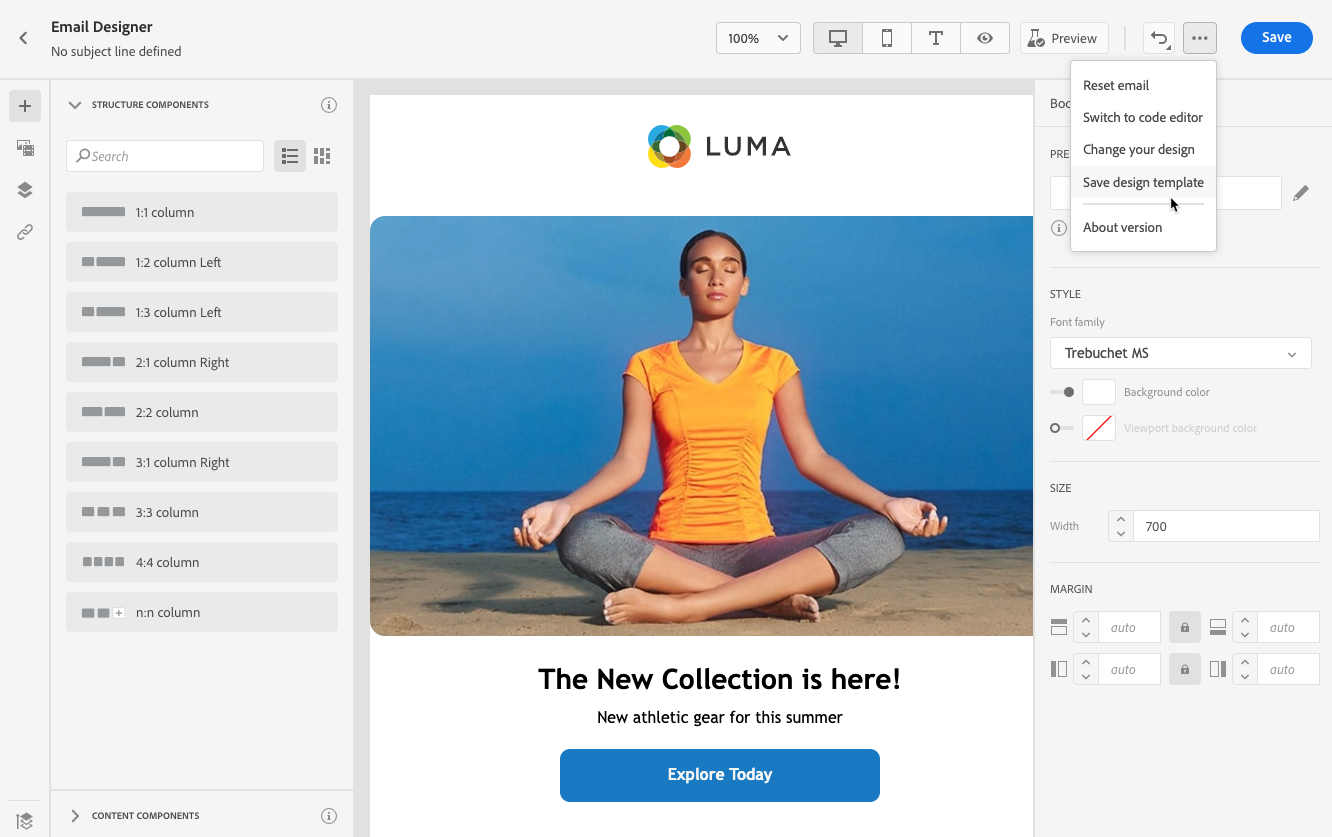 Email Designer
No subject line defined
100%
Preview
Save
Reset email
Switch to code editor
Change your design
Save design template
About version
STRUCTURE COMPONENTS
Search
1:1 column
1:2 column Left
1:3 column Left
2:1 column Right
2:2 column
3:1 column Right
3:3 column
4:4 column
n:n column
CONTENT COMPONENTS
LUMA
The New Collection is here!
New athletic gear for this summer
Explore Today
STYLE
Font family
Trebuchet MS
Background color
Viewport background color
SIZE
Width
700
MARGIN
auto
auto
auto
auto